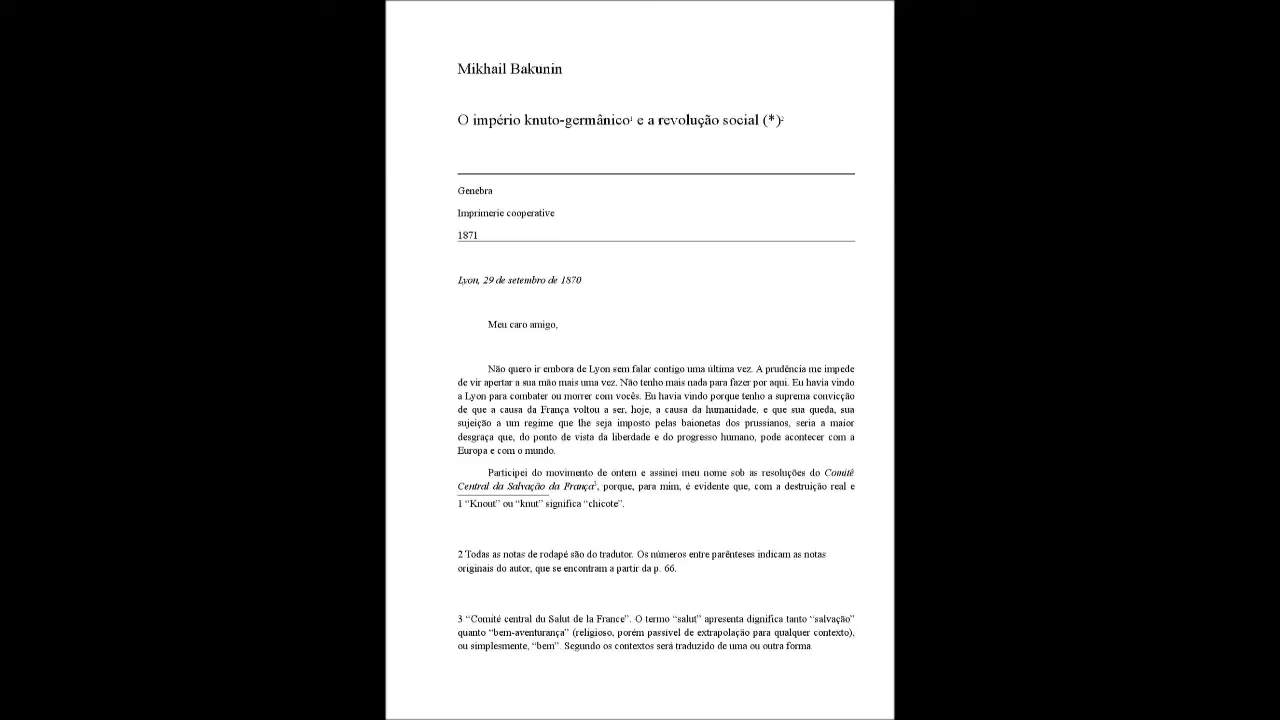 Mikhail Bakunin
O império knuto-germânico¹ e a revolução social (*)²
Genebra
Imprimerie cooperative
1871
Lyon, 29 de setembro de 1870
Meu caro amigo,
Não quero ir embora de Lyon sem falar contigo uma última vez. A prudência me impede
de vir apertar a sua mão mais uma vez. Não tenho mais nada para fazer por aqui. Eu havia vindo
a Lyon para combater ou morrer com vocês. Eu havia vindo porque tenho a suprema convicção
de que a causa da França voltou a ser, hoje, a causa da humanidade, e que sua queda, sua
sujeição a um regime que lhe seja imposto pelas baionetas dos prussianos, seria a maior
desgraça que, do ponto de vista da liberdade e do progresso humano, pode acontecer com a
Europa e com o mundo.
Participei do movimento de ontem e assinei meu nome sob as resoluções do Comitê
Central da Salvação da França³, porque, para mim, é evidente que, com a destruição real e
1 “Knout” ou “knut” significa “chicote”.
2 Todas as notas de rodapé são do tradutor. Os números entre parênteses indicam as notas
originais do autor, que se encontram a partir da p. 66.
3 “Comité central du Salut de la France”. O termo “salut” apresenta dignifica tanto “salvação”
quanto “bem-aventurança” (religioso, porém passivel de extrapolação para qualquer contexto),
ou simplesmente, “bem”. Segundo os contextos será traduzido de uma ou outra forma.